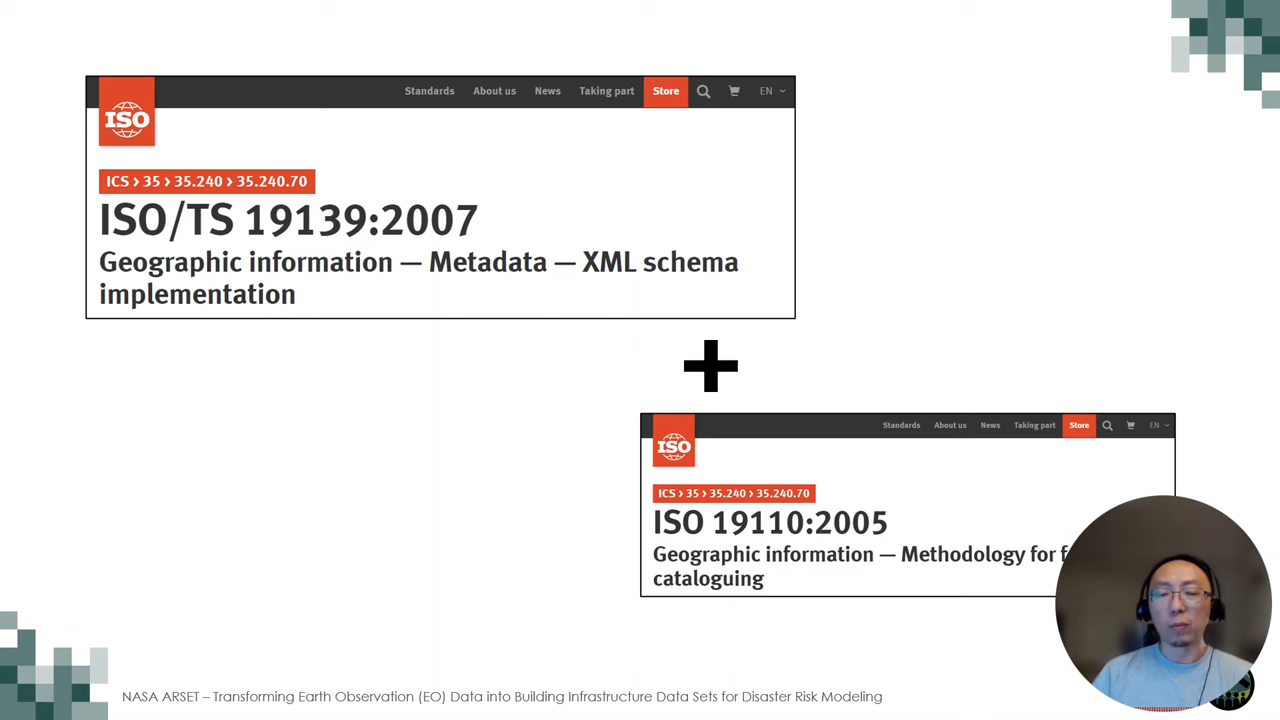 Standards About us News Taking part Store EN
ISO
ICS › 35 › 35.240 › 35.240.70
ISO/TS 19139:2007
Geographic information — Metadata — XML schema
implementation
+
Standards About us News Taking part Store EN
ISO
ICS › 35 › 35.240 › 35.240.70
ISO 19110:2005
Geographic information — Methodology for
cataloguing
NASA ARSET – Transforming Earth Observation (EO) Data into Building Infrastructure Data Sets for Disaster Risk Modeling